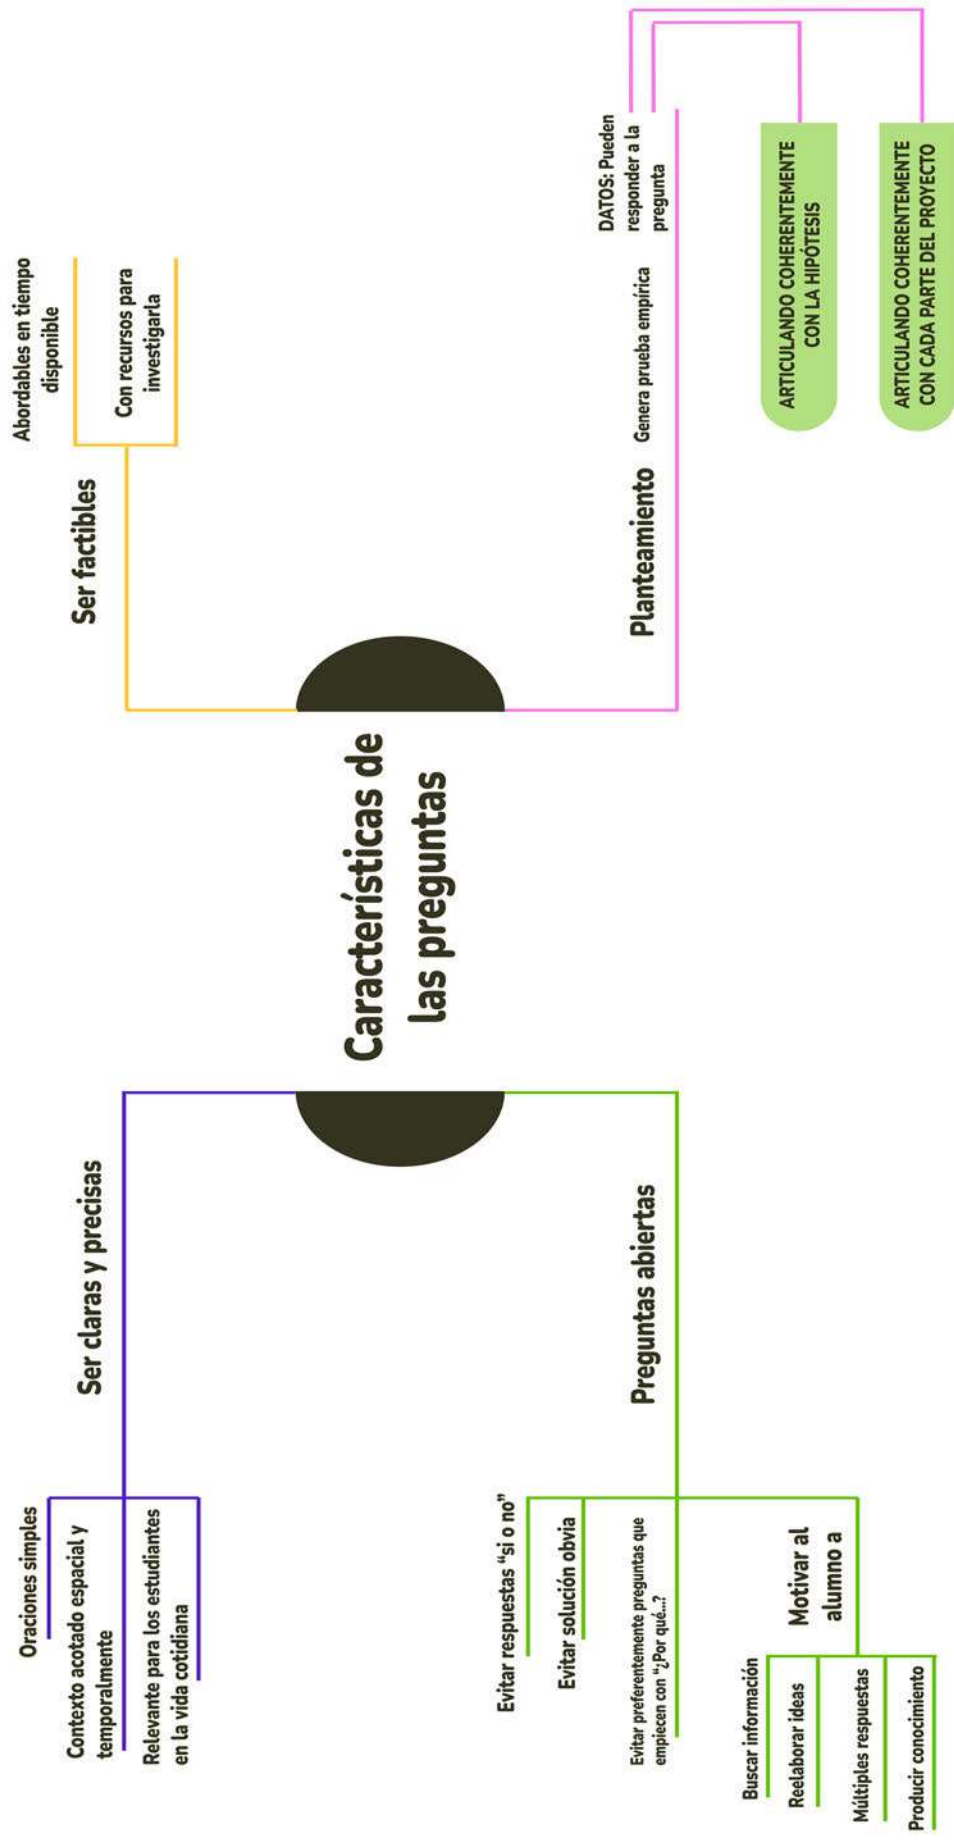 Características de
las preguntas
Ser claras y precisas
Oraciones simples
Contexto acotado espacial y
temporalmente
Relevante para los estudiantes
en la vida cotidiana
Preguntas abiertas
Evitar respuestas “si o no”
Evitar solución obvia
Evitar preferentemente preguntas que
empiecen con “¿Por qué...?
Motivar al
alumno a
Buscar información
Reelaborar ideas
Múltiples respuestas
Producir conocimiento
Ser factibles
Abordables en tiempo
disponible
Con recursos para
investigarla
Planteamiento
Genera prueba empírica
DATOS: Pueden
responder a la
pregunta
ARTICULANDO COHERENTEMENTE
CON LA HIPÓTESIS
ARTICULANDO COHERENTEMENTE
CON CADA PARTE DEL PROYECTO